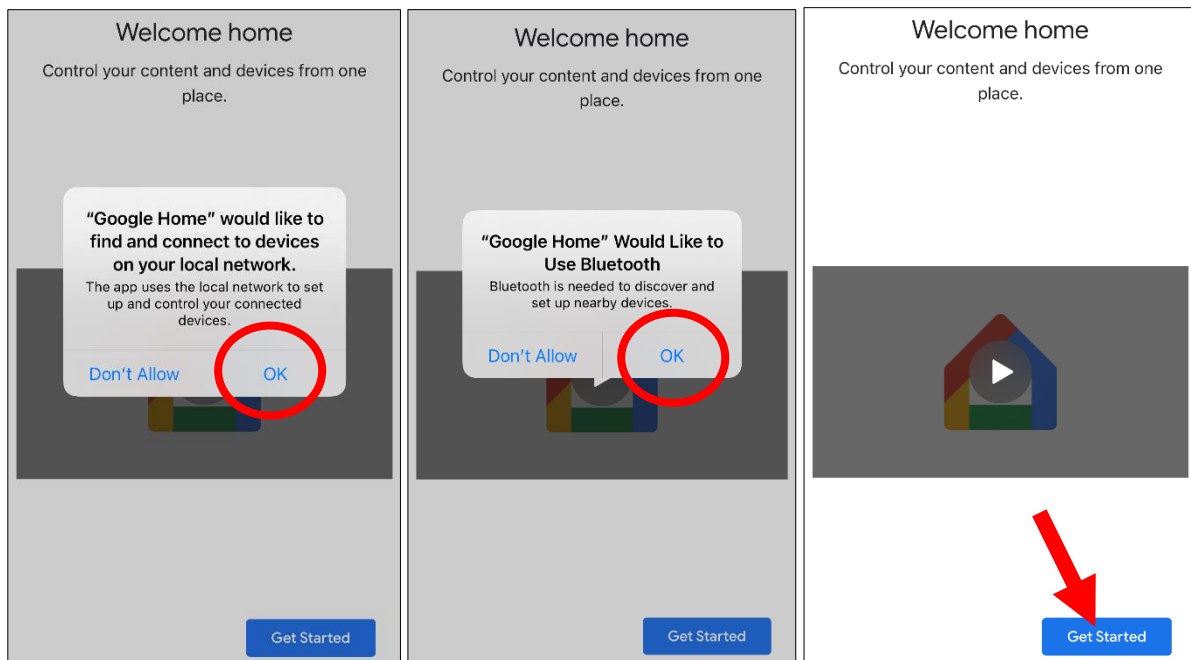 Welcome home
Control your content and devices from one
place.
“Google Home” would like to
find and connect to devices
on your local network.
The app uses the local network to set
up and control your connected
devices.
Don’t Allow
OK
Get Started
Welcome home
Control your content and devices from one
place.
“Google Home” Would Like to
Use Bluetooth
Bluetooth is needed to discover and
set up nearby devices.
Don’t Allow
OK
Get Started
Welcome home
Control your content and devices from one
place.
Get Started